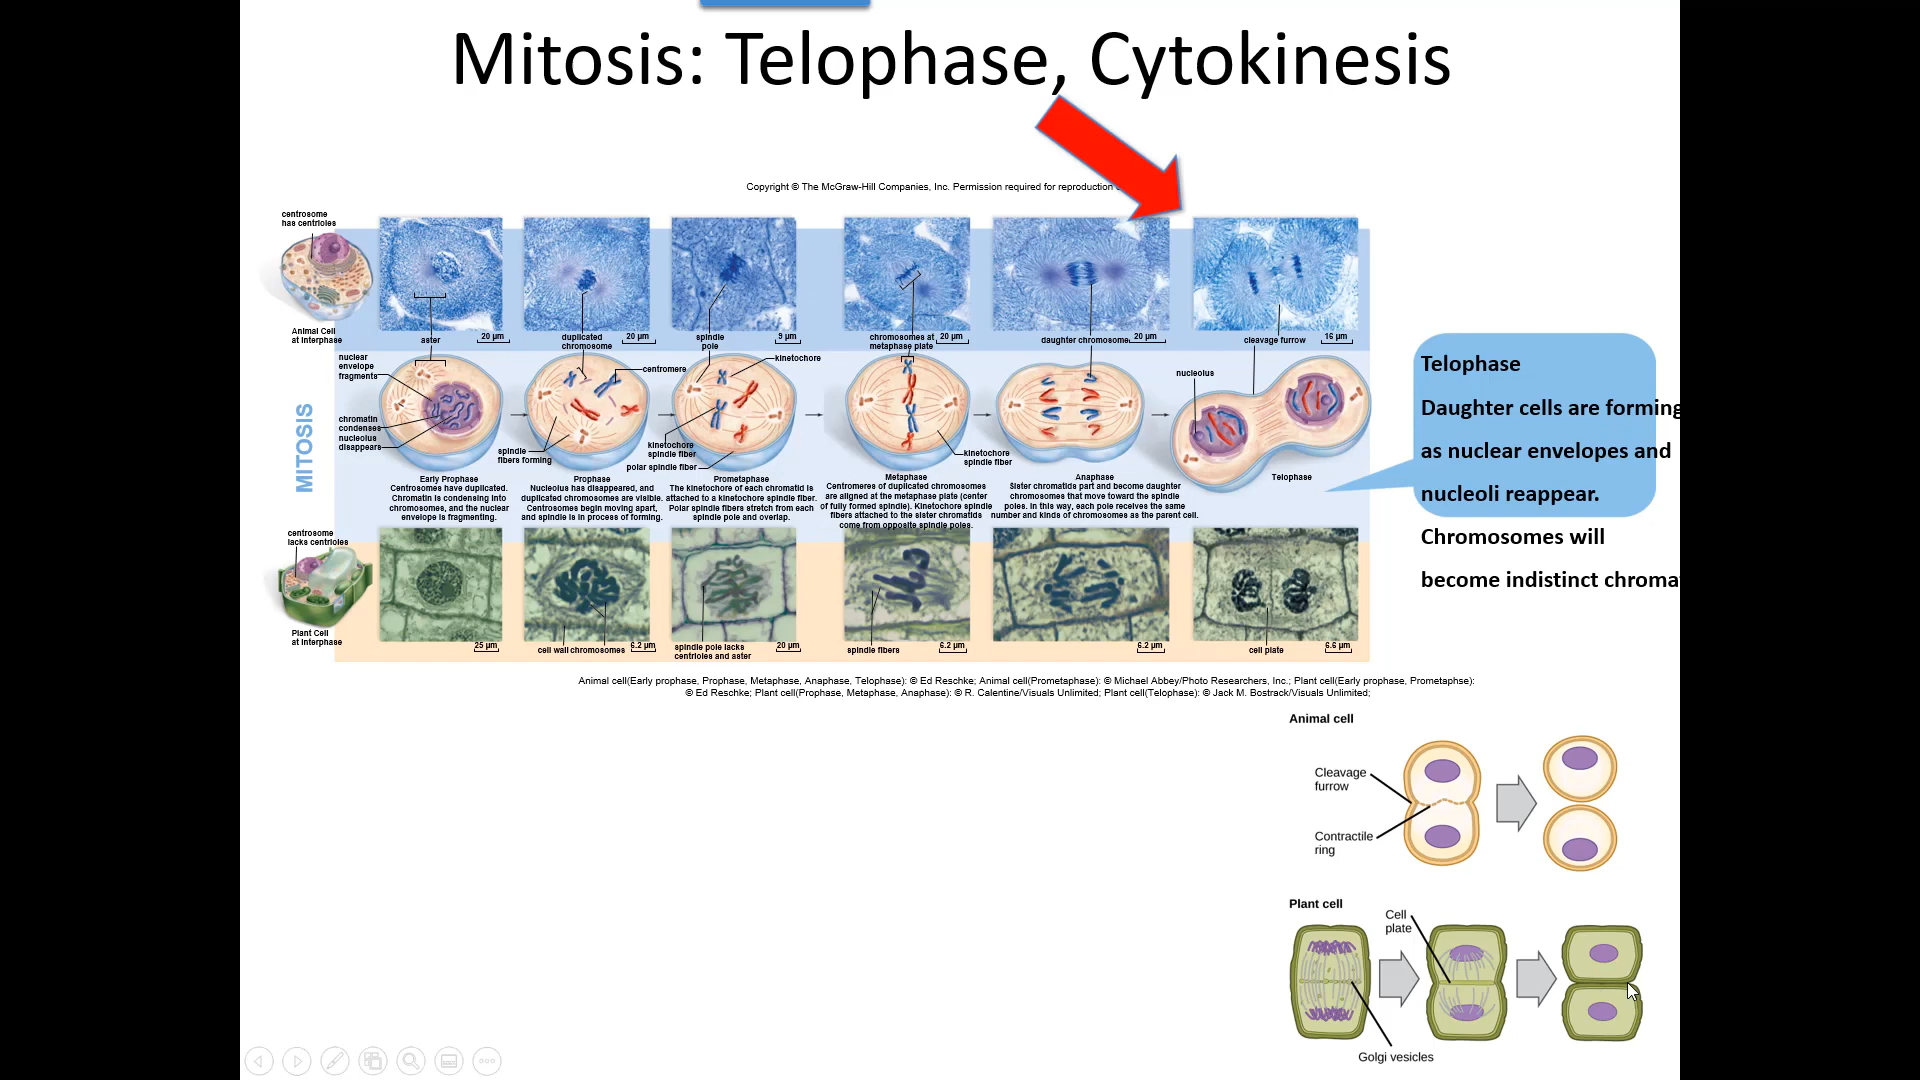 Mitosis: Telophase, Cytokinesis
Copyright © The McGraw-Hill Companies, Inc. Permission required for reproduction
centrosome
has centrioles
Animal Cell
at Interphase
aster
20 µm
duplicated
chromosome
20 µm
spindle
pole
9 µm
chromosomes at
metaphase plate
20 µm
daughter chromosome
20 µm
cleavage furrow
16 µm
MITOSIS
nuclear
envelope
fragments
chromatin
condenses
nucleolus
disappears
centromere
spindle
fibers forming
kinetochore
kinetochore
spindle fiber
polar spindle fiber
kinetochore
spindle fiber
nucleolus
Early Prophase
Centrosomes have duplicated.
Chromatin is condensing into
chromosomes, and the nuclear
envelope is fragmenting.
Prophase
Nucleolus has disappeared, and
duplicated chromosomes are visible.
Centrosomes begin moving apart,
and spindle is in process of forming.
Prometaphase
The kinetochore of each chromatid is
attached to a kinetochore spindle fiber.
Polar spindle fibers stretch from each
spindle pole and overlap.
Metaphase
Centromeres of duplicated chromosomes
are aligned at the metaphase plate (center
of fully formed spindle). Kinetochore spindle
fibers attached to the sister chromatids
come from opposite spindle poles.
Anaphase
Sister chromatids part and become daughter
chromosomes that move toward the spindle
poles. In this way, each pole receives the same
number and kinds of chromosomes as the parent cell.
Telophase
Telophase
Daughter cells are forming
as nuclear envelopes and
nucleoli reappear.
Chromosomes will
become indistinct chroma
centrosome
lacks centrioles
Plant Cell
at Interphase
25 µm
cell wall chromosomes
6.2 µm
spindle pole lacks
centrioles and aster
20 µm
spindle fibers
6.2 µm
6.2 µm
cell plate
6.6 µm
Animal cell(Early prophase, Prophase, Metaphase, Anaphase, Telophase): © Ed Reschke; Animal cell(Prometaphase): © Michael Abbey/Photo Researchers, Inc.; Plant cell(Early prophase, Prometaphse):
© Ed Reschke; Plant cell(Prophase, Metaphase, Anaphase): © R. Calentine/Visuals Unlimited; Plant cell(Telophase): © Jack M. Bostrack/Visuals Unlimited;
Animal cell
Cleavage
furrow
Contractile
ring
Plant cell
Cell
plate
Golgi vesicles